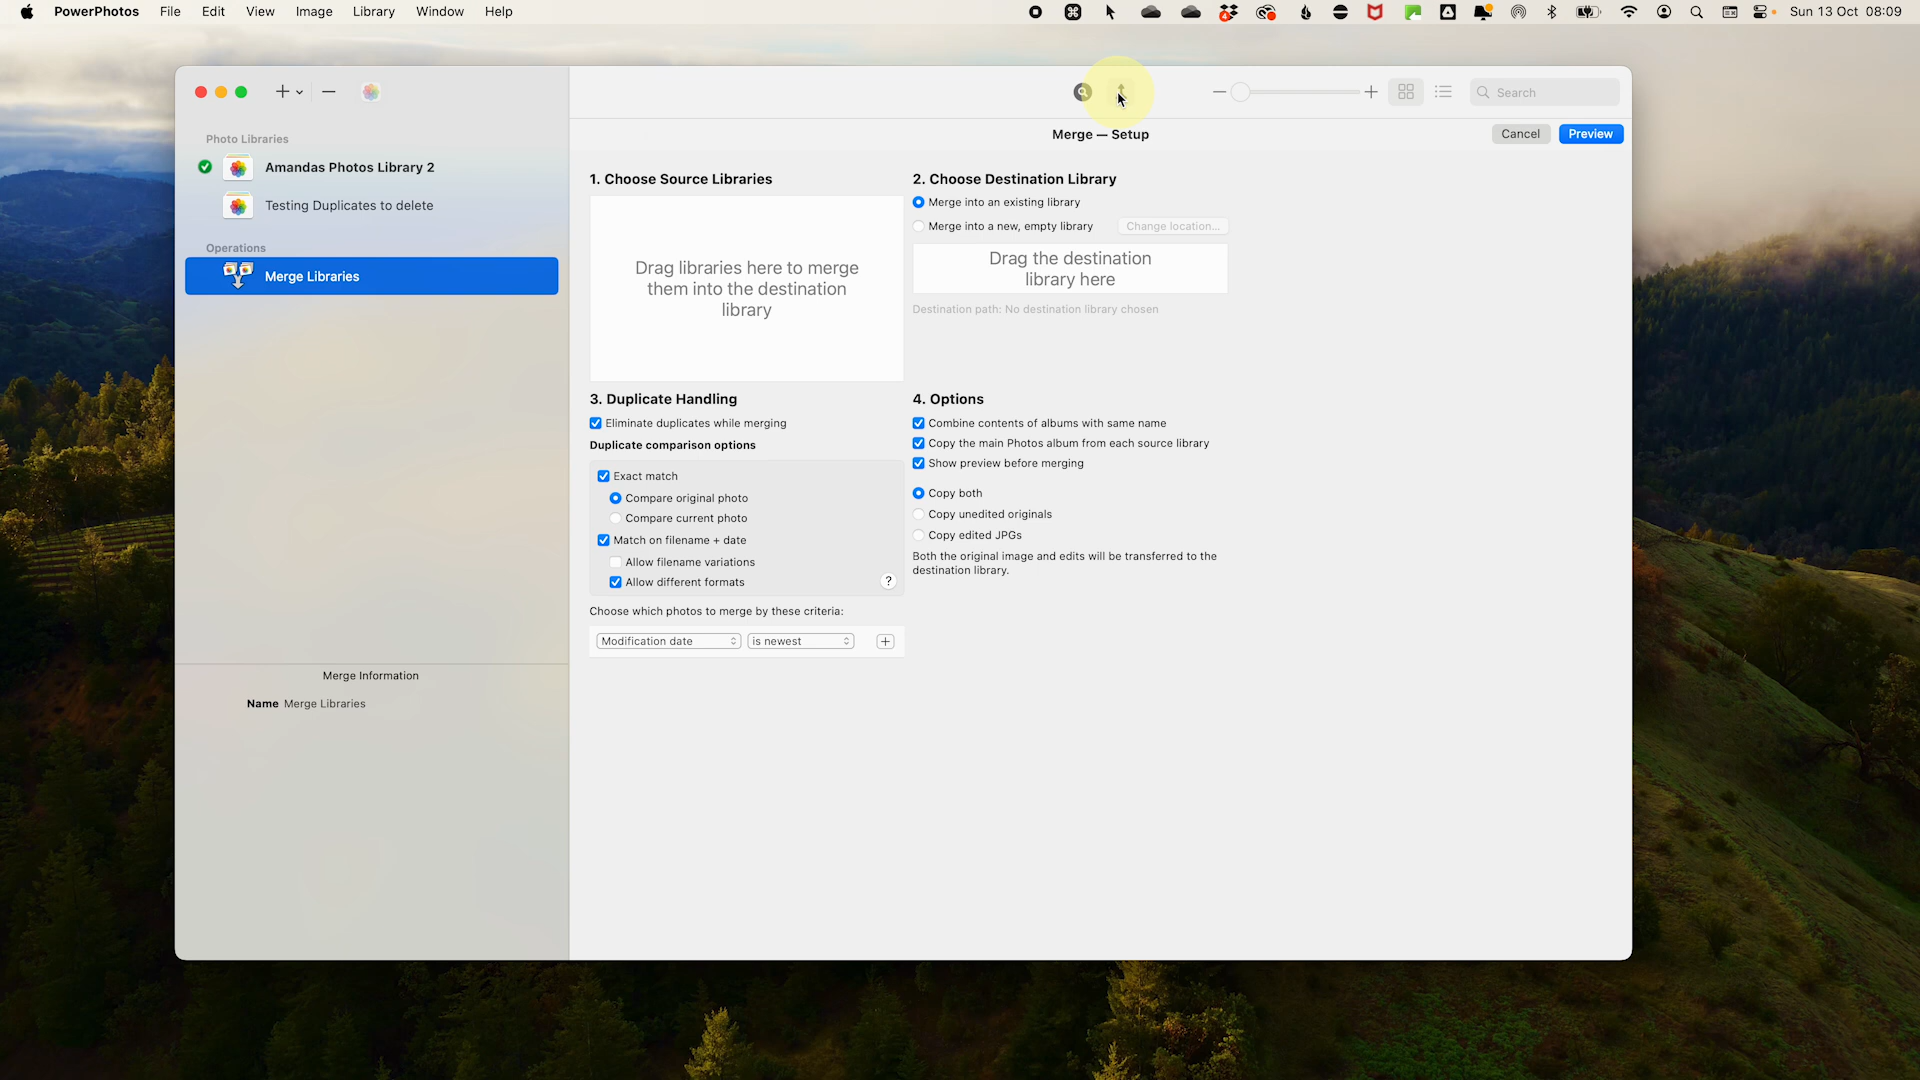 PowerPhotos File Edit View Image Library Window Help
4
Sun 13 Oct 08:09
Search
Merge — Setup
Cancel
Preview
Photo Libraries
Amandas Photos Library 2
Testing Duplicates to delete
Operations
Merge Libraries
1. Choose Source Libraries
Drag libraries here to merge
them into the destination
library
2. Choose Destination Library
Merge into an existing library
Merge into a new, empty library
Change location...
Drag the destination
library here
Destination path: No destination library chosen
3. Duplicate Handling
Eliminate duplicates while merging
Duplicate comparison options
Exact match
Compare original photo
Compare current photo
Match on filename + date
Allow filename variations
Allow different formats
?
Choose which photos to merge by these criteria:
Modification date
is newest
4. Options
Combine contents of albums with same name
Copy the main Photos album from each source library
Show preview before merging
Copy both
Copy unedited originals
Copy edited JPGs
Both the original image and edits will be transferred to the
destination library.
Merge Information
Name Merge Libraries